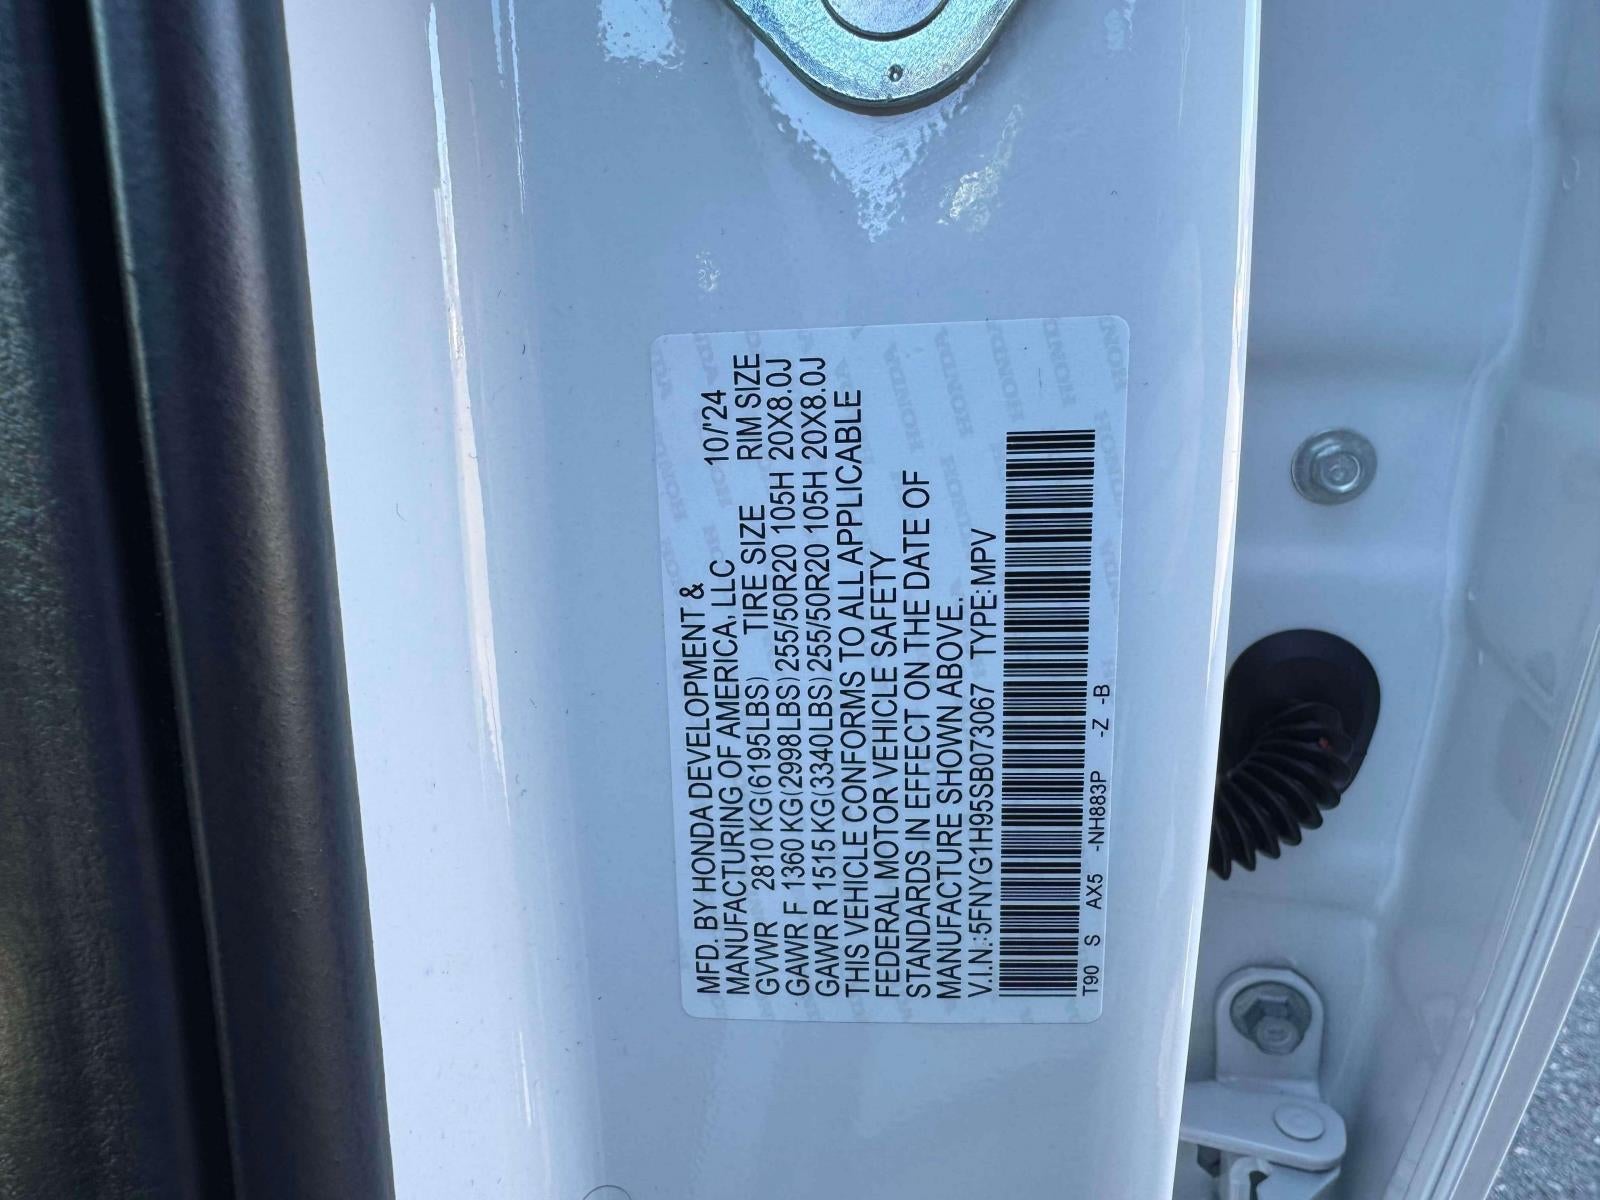 MFD. BY HONDA DEVELOPMENT &
MANUFACTURING OF AMERICA, LLC 10/'24
GVWR 2810 KG (6195LBS) TIRE SIZE RIM SIZE
GAWR F 1360 KG (2998LBS) 255/50R20 105H 20X8.0J
GAWR R 1515 KG (3340LBS) 255/50R20 105H 20X8.0J
THIS VEHICLE CONFORMS TO ALL APPLICABLE
FEDERAL MOTOR VEHICLE SAFETY
STANDARDS IN EFFECT ON THE DATE OF
MANUFACTURE SHOWN ABOVE.
V.I.N.:5FNYG1H95SB073067 TYPE:MPV
T90 S AX5 -NH883P -Z -B